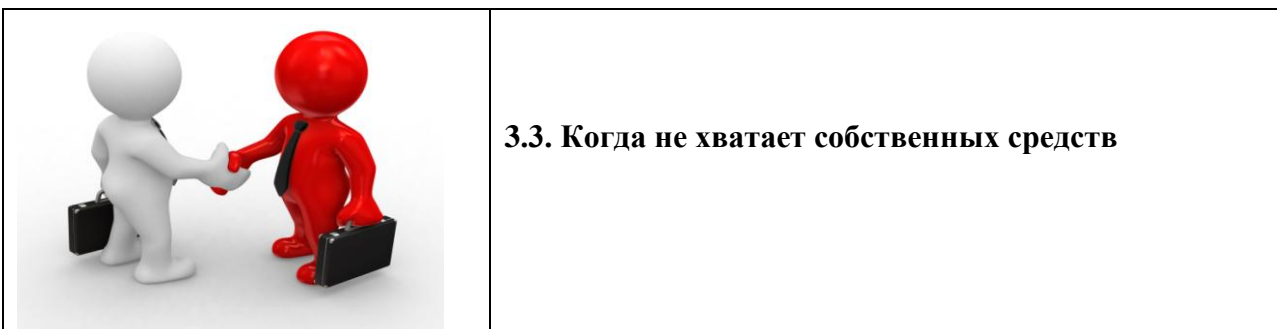 3.3. Когда не хватает собственных средств